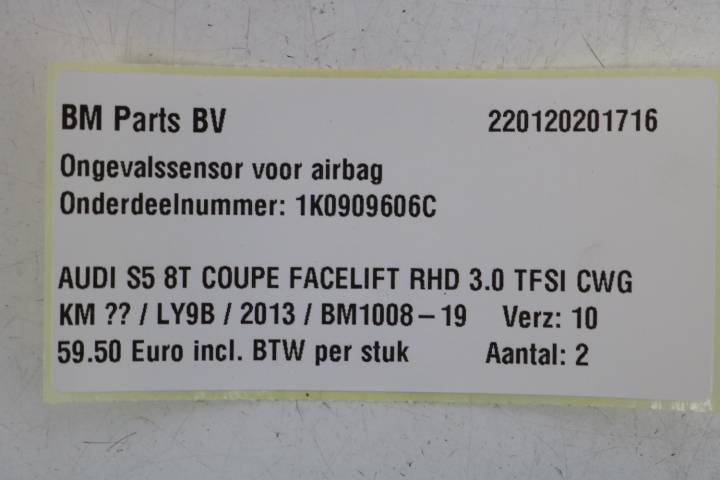 BM Parts BV 220120201716
Ongevalssensor voor airbag
Onderdeelnummer: 1K0909606C
AUDI S5 8T COUPE FACELIFT RHD 3.0 TFSI CWG
KM ?? / LY9B / 2013 / BM1008-19 Verz: 10
59.50 Euro incl. BTW per stuk Aantal: 2